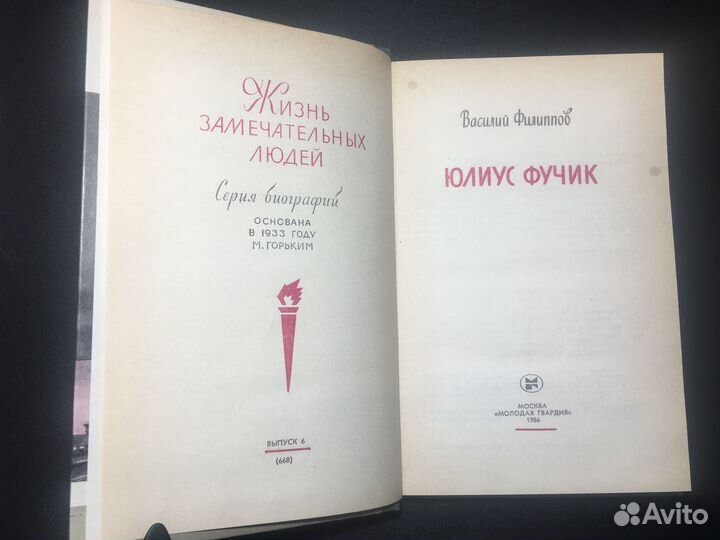 Жизнь
ЗАМЕЧАТЕЛЬНЫХ
ЛЮДЕЙ
Серия биографий
ОСНОВАНА
В 1933 ГОДУ
М. ГОРЬКИМ
ВЫПУСК 6
(668)
Василий Филиппов
ЮЛИУС ФУЧИК
МОСКВА
«МОЛОДАЯ ГВАРДИЯ»
1986
Avito